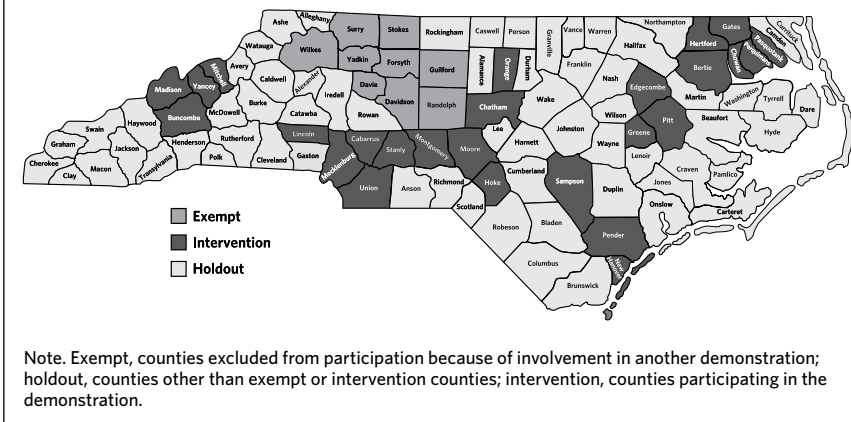 Ashe
Alleghany
Surry
Stokes
Rockingham
Caswell
Person
Granville
Vance
Warren
Northampton
Gates
Currituck
Camden
Pasquotank
Perquimans
Chowan
Hertford
Halifax
Watauga
Wilkes
Yadkin
Forsyth
Guilford
Alamance
Orange
Durham
Franklin
Bertie
Mitchell
Avery
Caldwell
Alexander
Iredell
Davie
Davidson
Randolph
Chatham
Wake
Nash
Edgecombe
Martin
Washington
Tyrrell
Dare
Madison
Yancey
Burke
Catawba
Rowan
Wilson
Pitt
Beaufort
Hyde
Buncombe
McDowell
Haywood
Swain
Graham
Cherokee
Clay
Macon
Jackson
Transylvania
Henderson
Polk
Rutherford
Cleveland
Lincoln
Gaston
Mecklenburg
Cabarrus
Stanly
Montgomery
Moore
Lee
Harnett
Johnston
Wayne
Greene
Lenoir
Craven
Pamlico
Jones
Union
Anson
Richmond
Scotland
Hoke
Cumberland
Sampson
Duplin
Onslow
Carteret
Robeson
Bladen
Pender
New Hanover
Columbus
Brunswick
Exempt
Intervention
Holdout
Note. Exempt, counties excluded from participation because of involvement in another demonstration;
holdout, counties other than exempt or intervention counties; intervention, counties participating in the
demonstration.